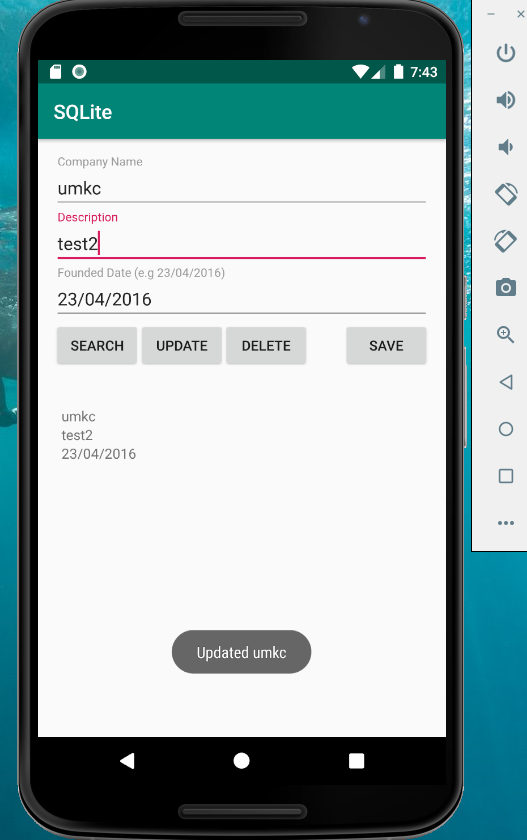 7:43
SQLite
Company Name
umkc
Description
test2
Founded Date (e.g 23/04/2016)
23/04/2016
SEARCH UPDATE DELETE SAVE
umkc
test2
23/04/2016
Updated umkc